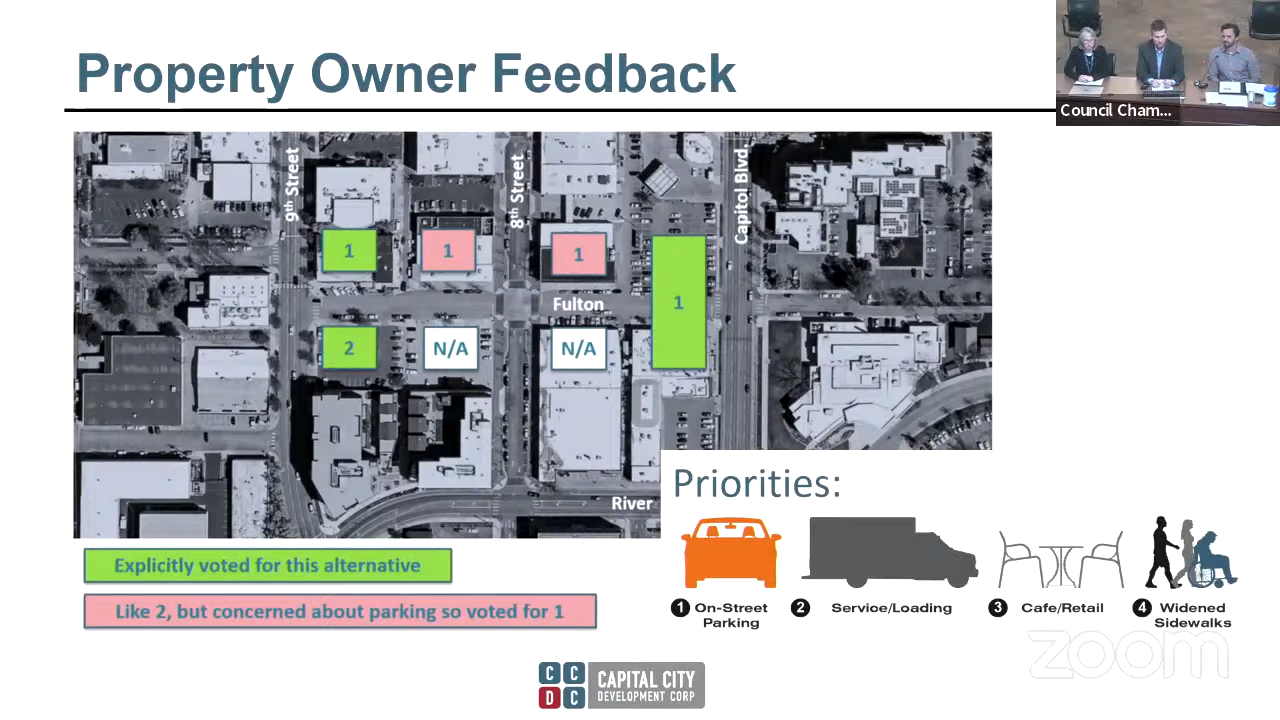 Property Owner Feedback
Council Cham...
9th Street
8th Street
Capitol Blvd.
1
1
1
1
Fulton
2
N/A
N/A
River
Priorities:
1 On-Street
Parking
2 Service/Loading
3 Cafe/Retail
4 Widened
Sidewalks
Explicitly voted for this alternative
Like 2, but concerned about parking so voted for 1
zoom
C C
D C
CAPITAL CITY
DEVELOPMENT CORP